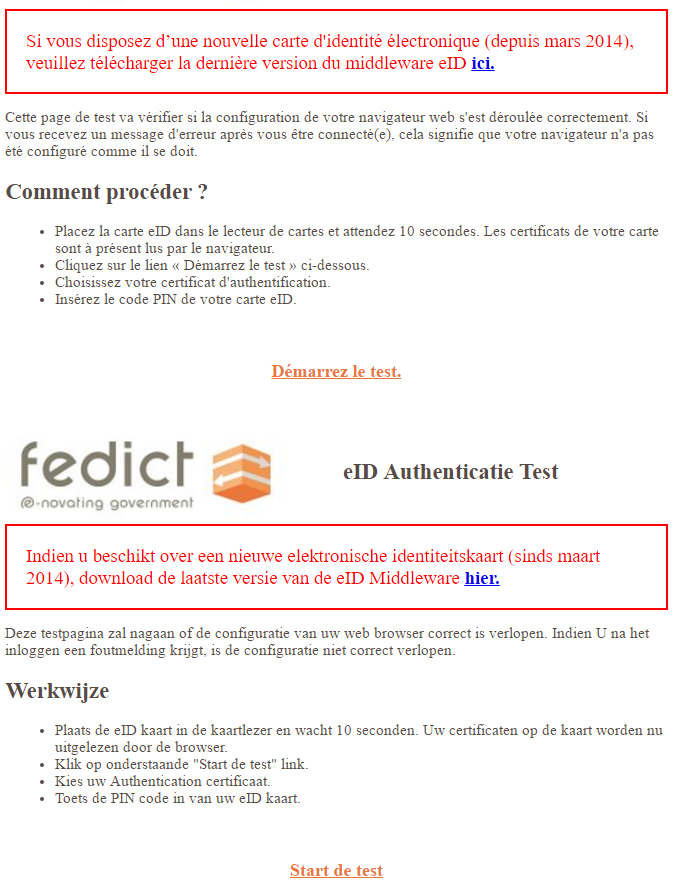 Si vous disposez d’une nouvelle carte d'identité électronique (depuis mars 2014),
veuillez télécharger la dernière version du middleware eID ici.
Cette page de test va vérifier si la configuration de votre navigateur web s'est déroulée correctement. Si
vous recevez un message d'erreur après vous être connecté(e), cela signifie que votre navigateur n'a pas
été configuré comme il se doit.
Comment procéder ?
• Placez la carte eID dans le lecteur de cartes et attendez 10 secondes. Les certificats de votre carte
sont à présent lus par le navigateur.
• Cliquez sur le lien « Démarrez le test » ci-dessous.
• Choisissez votre certificat d'authentification.
• Insérez le code PIN de votre carte eID.
Démarrez le test.
fedict
e-novating government
eID Authenticatie Test
Indien u beschikt over een nieuwe elektronische identiteitskaart (sinds maart
2014), download de laatste versie van de eID Middleware hier.
Deze testpagina zal nagaan of de configuratie van uw web browser correct is verlopen. Indien U na het
inloggen een foutmelding krijgt, is de configuratie niet correct verlopen.
Werkwijze
• Plaats de eID kaart in de kaartlezer en wacht 10 seconden. Uw certificaten op de kaart worden nu
uitgelezen door de browser.
• Klik op onderstaande "Start de test" link.
• Kies uw Authentication certificaat.
• Toets de PIN code in van uw eID kaart.
Start de test